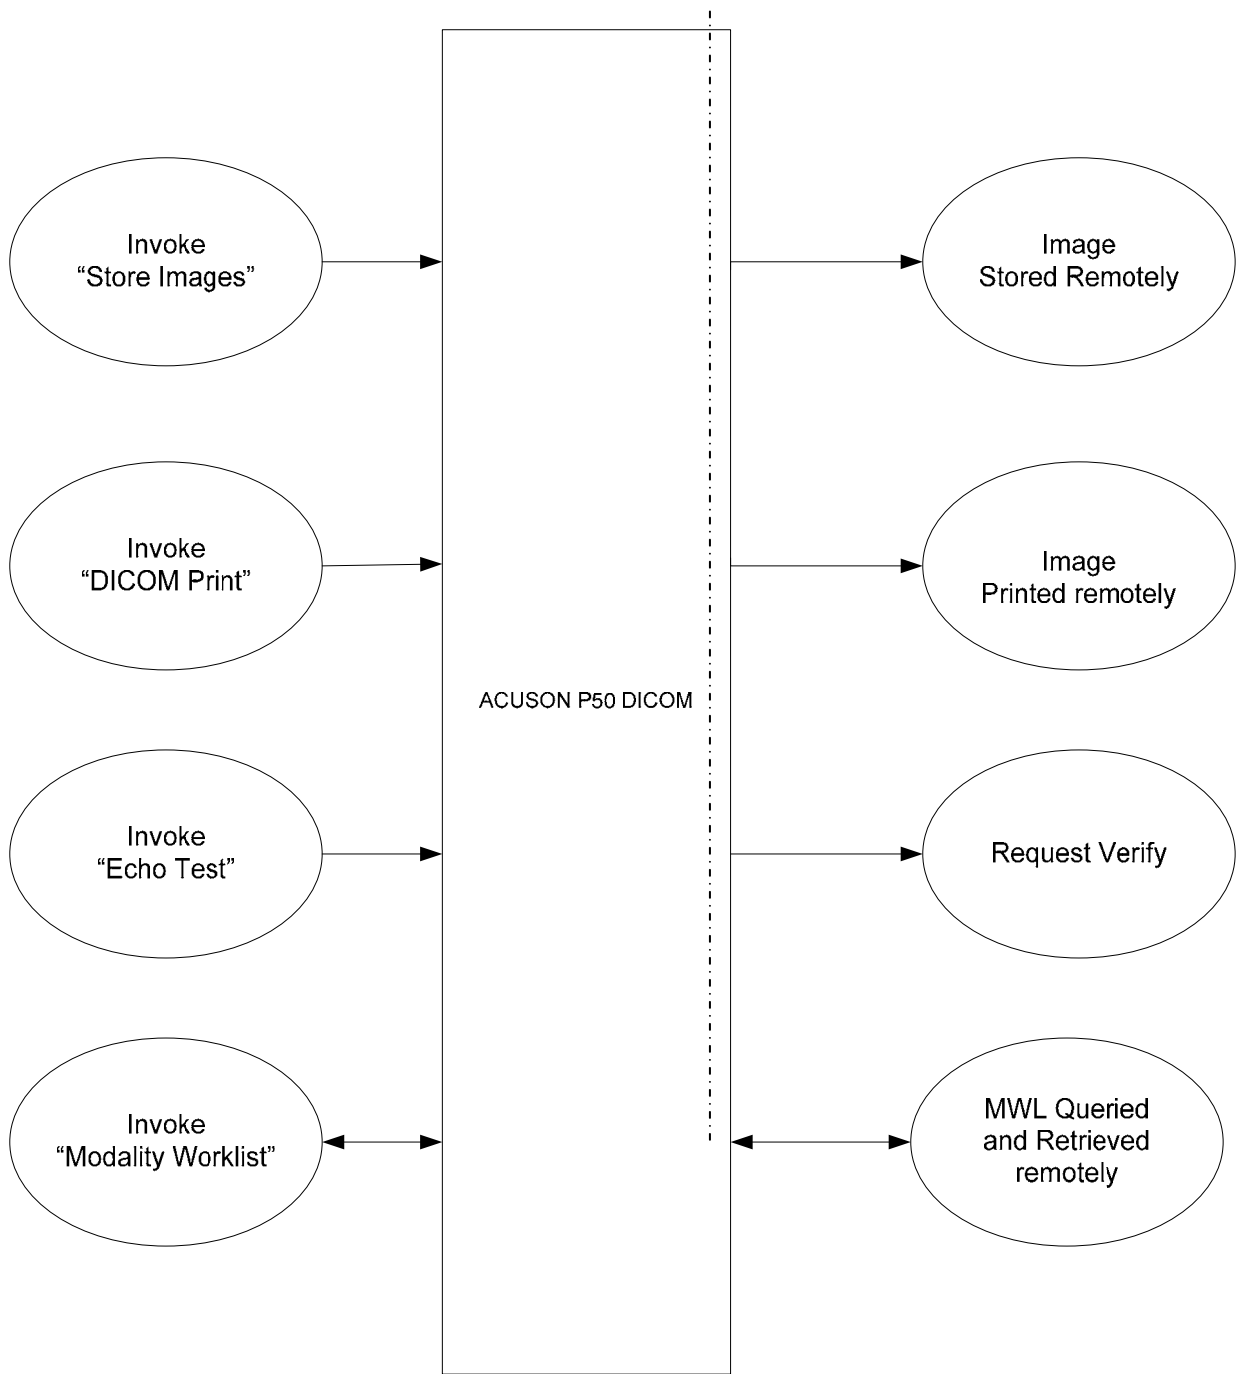 Invoke
“Store Images”
Image
Stored Remotely
Invoke
“DICOM Print”
Image
Printed remotely
ACUSON P50 DICOM
Invoke
“Echo Test”
Request Verify
Invoke
“Modality Worklist”
MWL Queried
and Retrieved
remotely